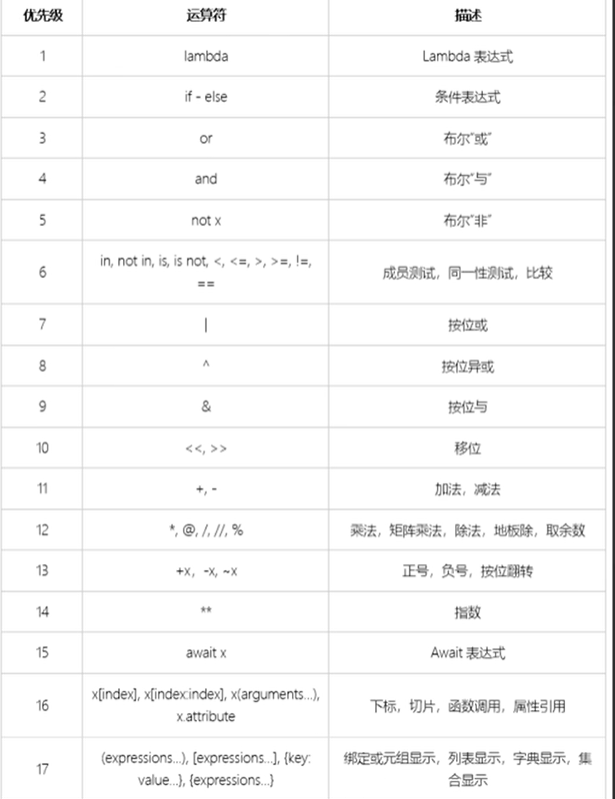 优先级 运算符 描述
1 lambda Lambda 表达式
2 if - else 条件表达式
3 or 布尔“或”
4 and 布尔“与”
5 not x 布尔“非”
6 in, not in, is, is not, <, <=, >, >=, !=, 成员测试，同一性测试，比较
==
7 | 按位或
8 ^ 按位异或
9 & 按位与
10 <<, >> 移位
11 +, - 加法，减法
12 *, @, /, //, % 乘法，矩阵乘法，除法，地板除，取余数
13 +x，-x, ~x 正号，负号，按位翻转
14 ** 指数
15 await x Await 表达式
16 x[index], x[index:index], x(arguments...), 下标，切片，函数调用，属性引用
x.attribute
17 (expressions...), [expressions...], {key: 绑定或元组显示，列表显示，字典显示，集
value...}, {expressions...} 合显示